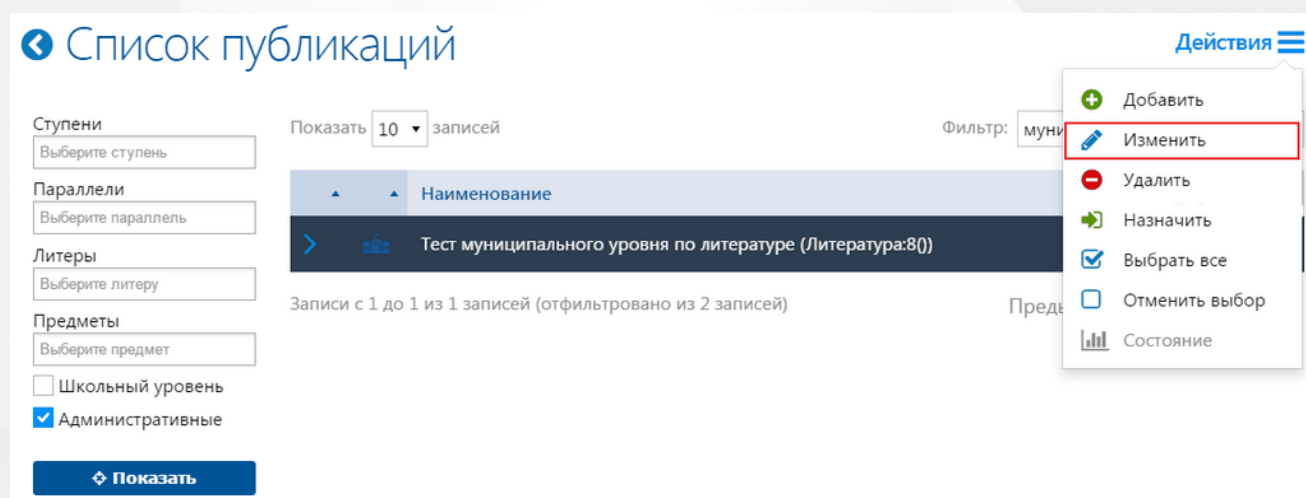 Список публикаций
Действия
Ступени
Выберите ступень
Параллели
Выберите параллель
Литеры
Выберите литеру
Предметы
Выберите предмет
Школьный уровень
Административные
Показать
Показать 10 записей
Фильтр: муни
Наименование
Тест муниципального уровня по литературе (Литература:8())
Записи с 1 до 1 из 1 записей (отфильтровано из 2 записей)
Добавить
Изменить
Удалить
Назначить
Выбрать все
Отменить выбор
Состояние